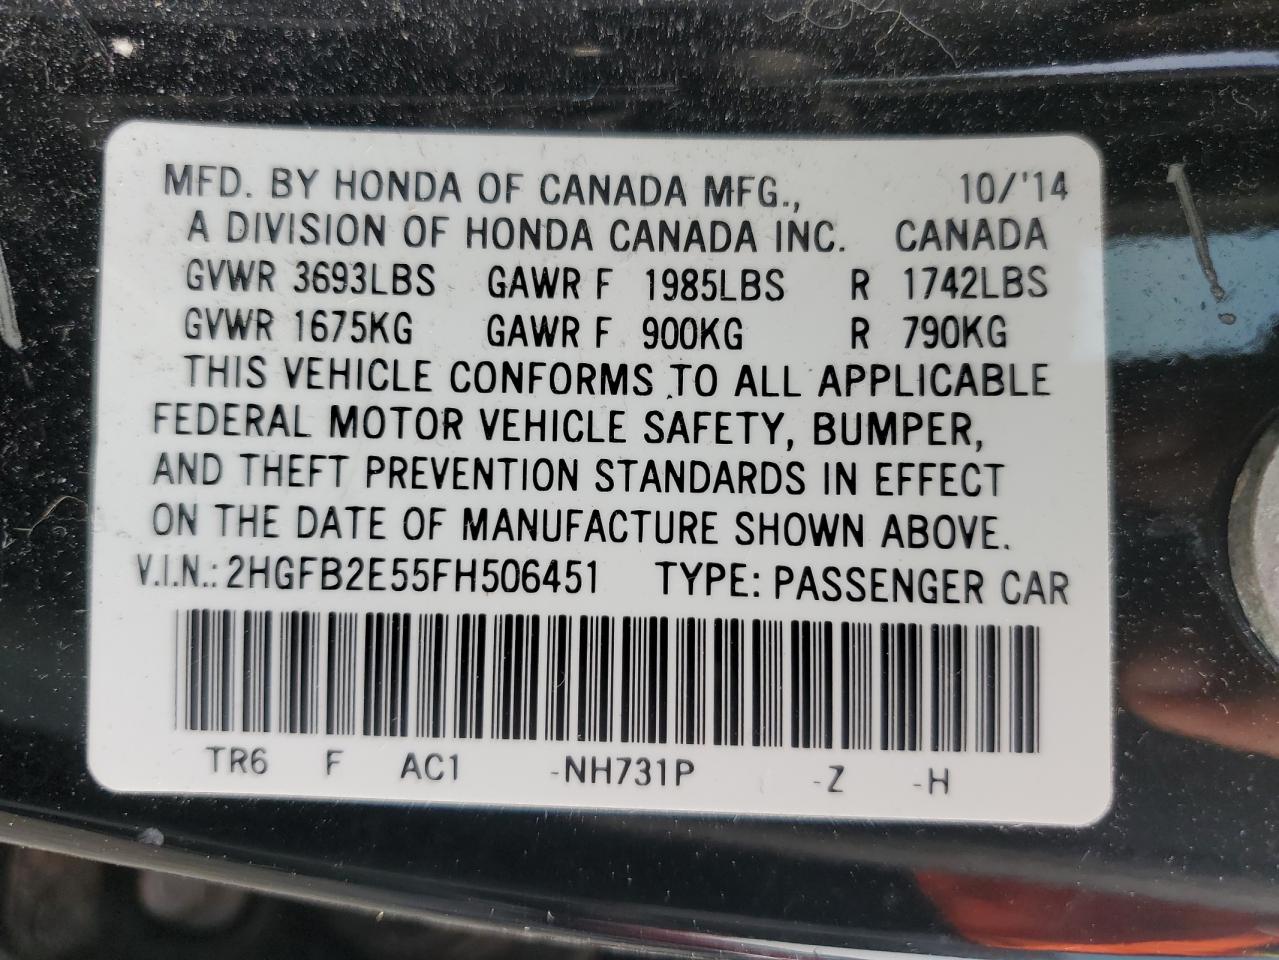 MFD. BY HONDA OF CANADA MFG., 10/'14
A DIVISION OF HONDA CANADA INC. CANADA
GVWR 3693LBS GAWR F 1985LBS R 1742LBS
GVWR 1675KG GAWR F 900KG R 790KG
THIS VEHICLE CONFORMS TO ALL APPLICABLE
FEDERAL MOTOR VEHICLE SAFETY, BUMPER,
AND THEFT PREVENTION STANDARDS IN EFFECT
ON THE DATE OF MANUFACTURE SHOWN ABOVE.
V.I.N.: 2HGFB2E55FH506451 TYPE: PASSENGER CAR
TR6 F AC1 -NH731P -Z -H